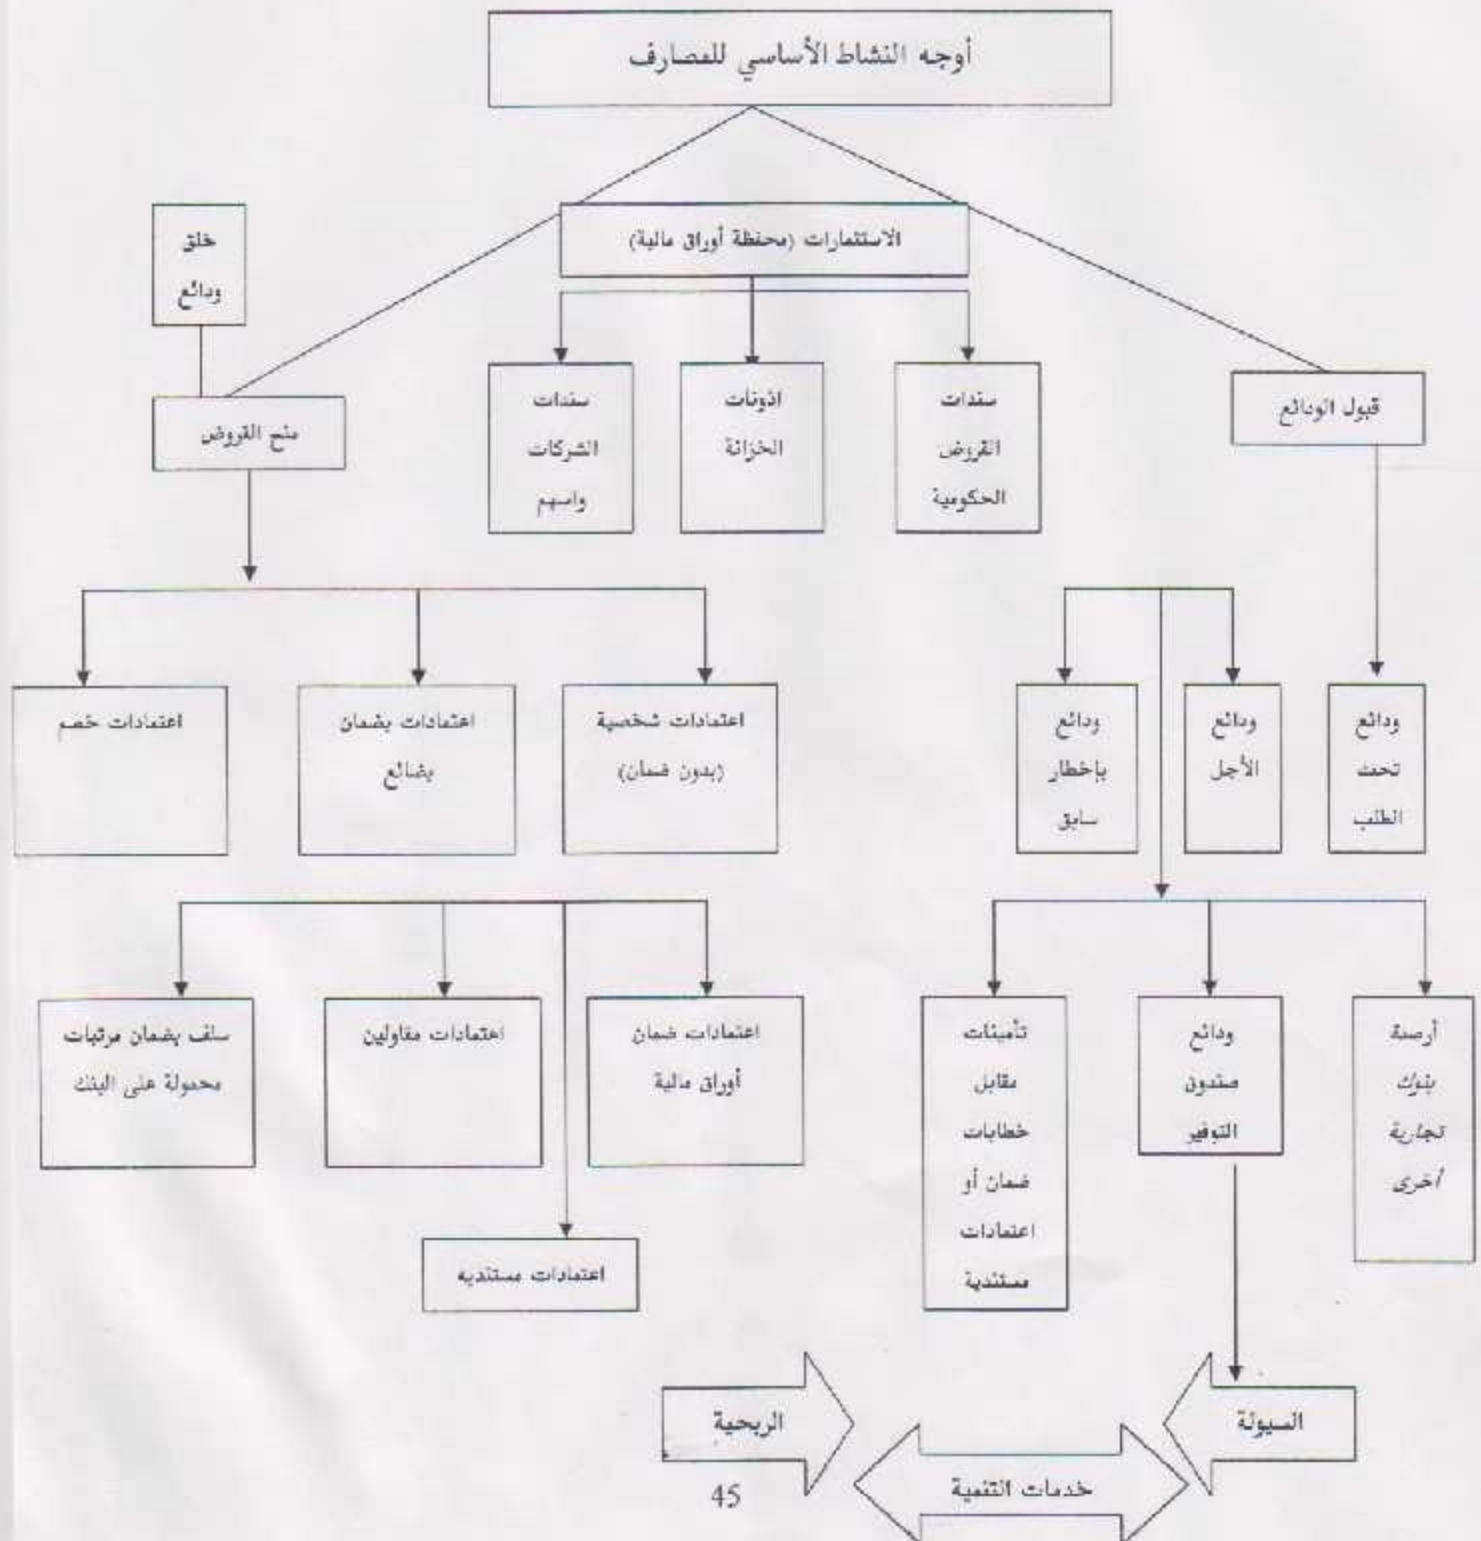 أوجه النشاط الأساسي للمصارف
الاستثمارات (محفظة أوراق مالية)
خلق
ودائع
قبول الودائع
سندات
القروض
الحكومية
اذونات
الخزانة
سندات
الشركات
واسهم
منح القروض
ودائع
تحت
الطلب
ودائع
الأجل
ودائع
بإخطار
سابق
اعتمادات شخصية
(بدون ضمان)
اعتمادات بضمان
بضائع
اعتمادات خصم
أرصدة
بنوك
تجارية
أخرى
ودائع
صندوق
التوفير
تأمينات
مقابل
خطابات
ضمان أو
اعتمادات
مستندية
اعتمادات ضمان
أوراق مالية
اعتمادات مقاولين
سلف بضمان مرتبات
محمولة على البنك
اعتمادات مستنديه
السيولة
الربحية
خدمات التنمية
45